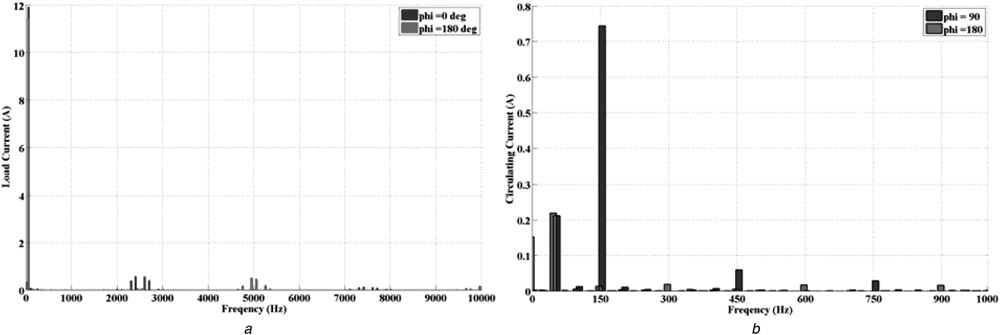 12
10
8
6
4
2
0
Load Current (A)
phi =0 deg
phi =180 deg
0 1000 2000 3000 4000 5000 6000 7000 8000 9000 10000
Freqency (Hz)
a
0.8
0.7
0.6
0.5
0.4
0.3
0.2
0.1
0
Circulating Current (A)
phi = 90
phi =180
0 150 300 450 600 750 900 1000
Freqency (Hz)
b